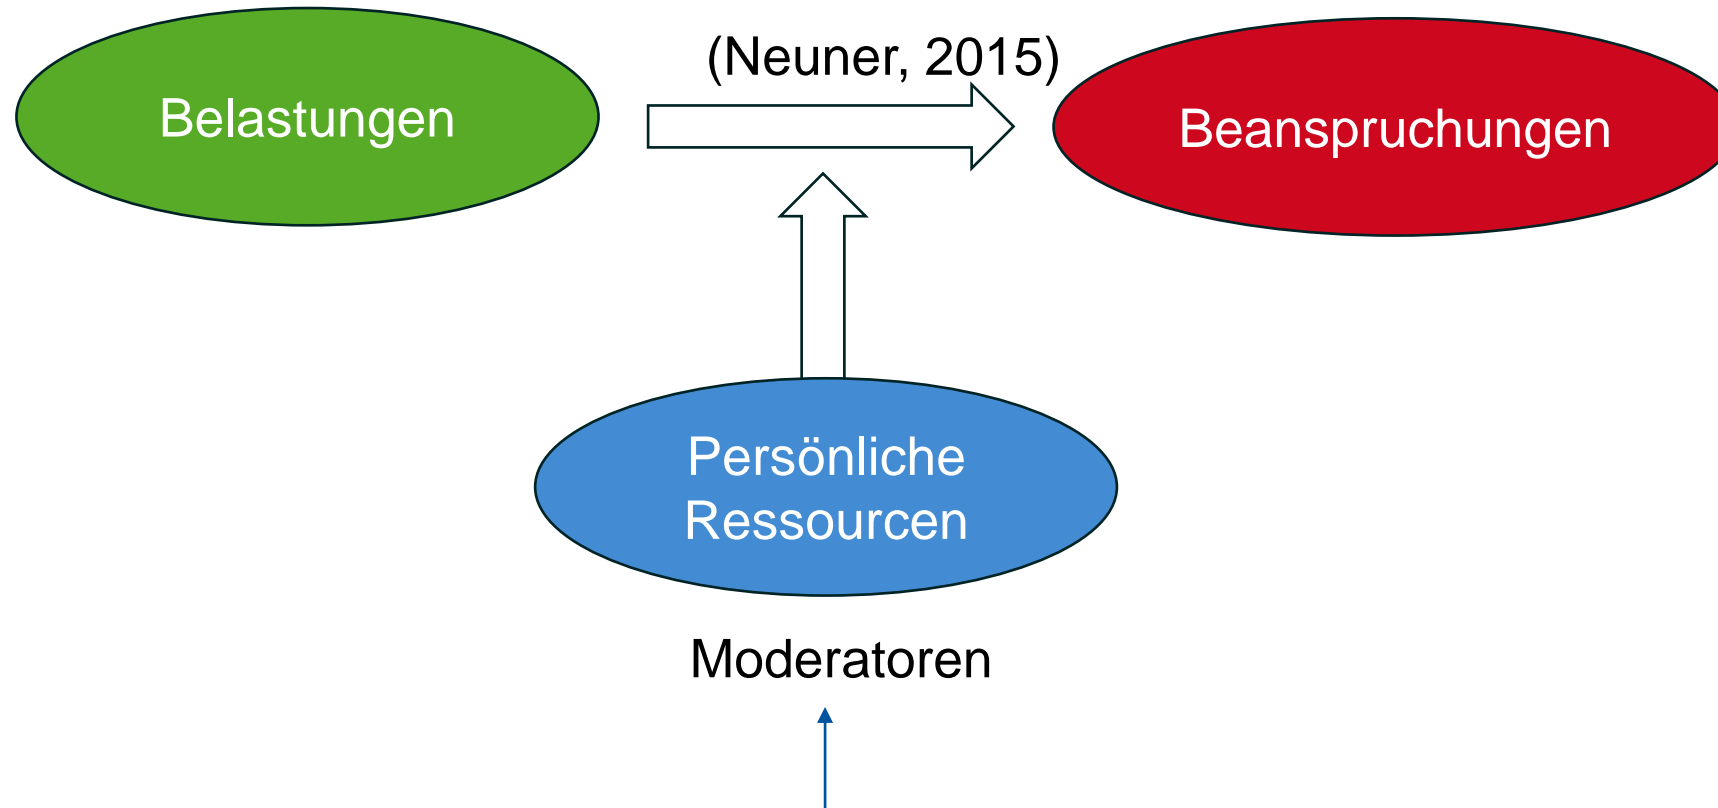 (Neuner, 2015)
Belastungen
Beanspruchungen
Persönliche
Ressourcen
Moderatoren